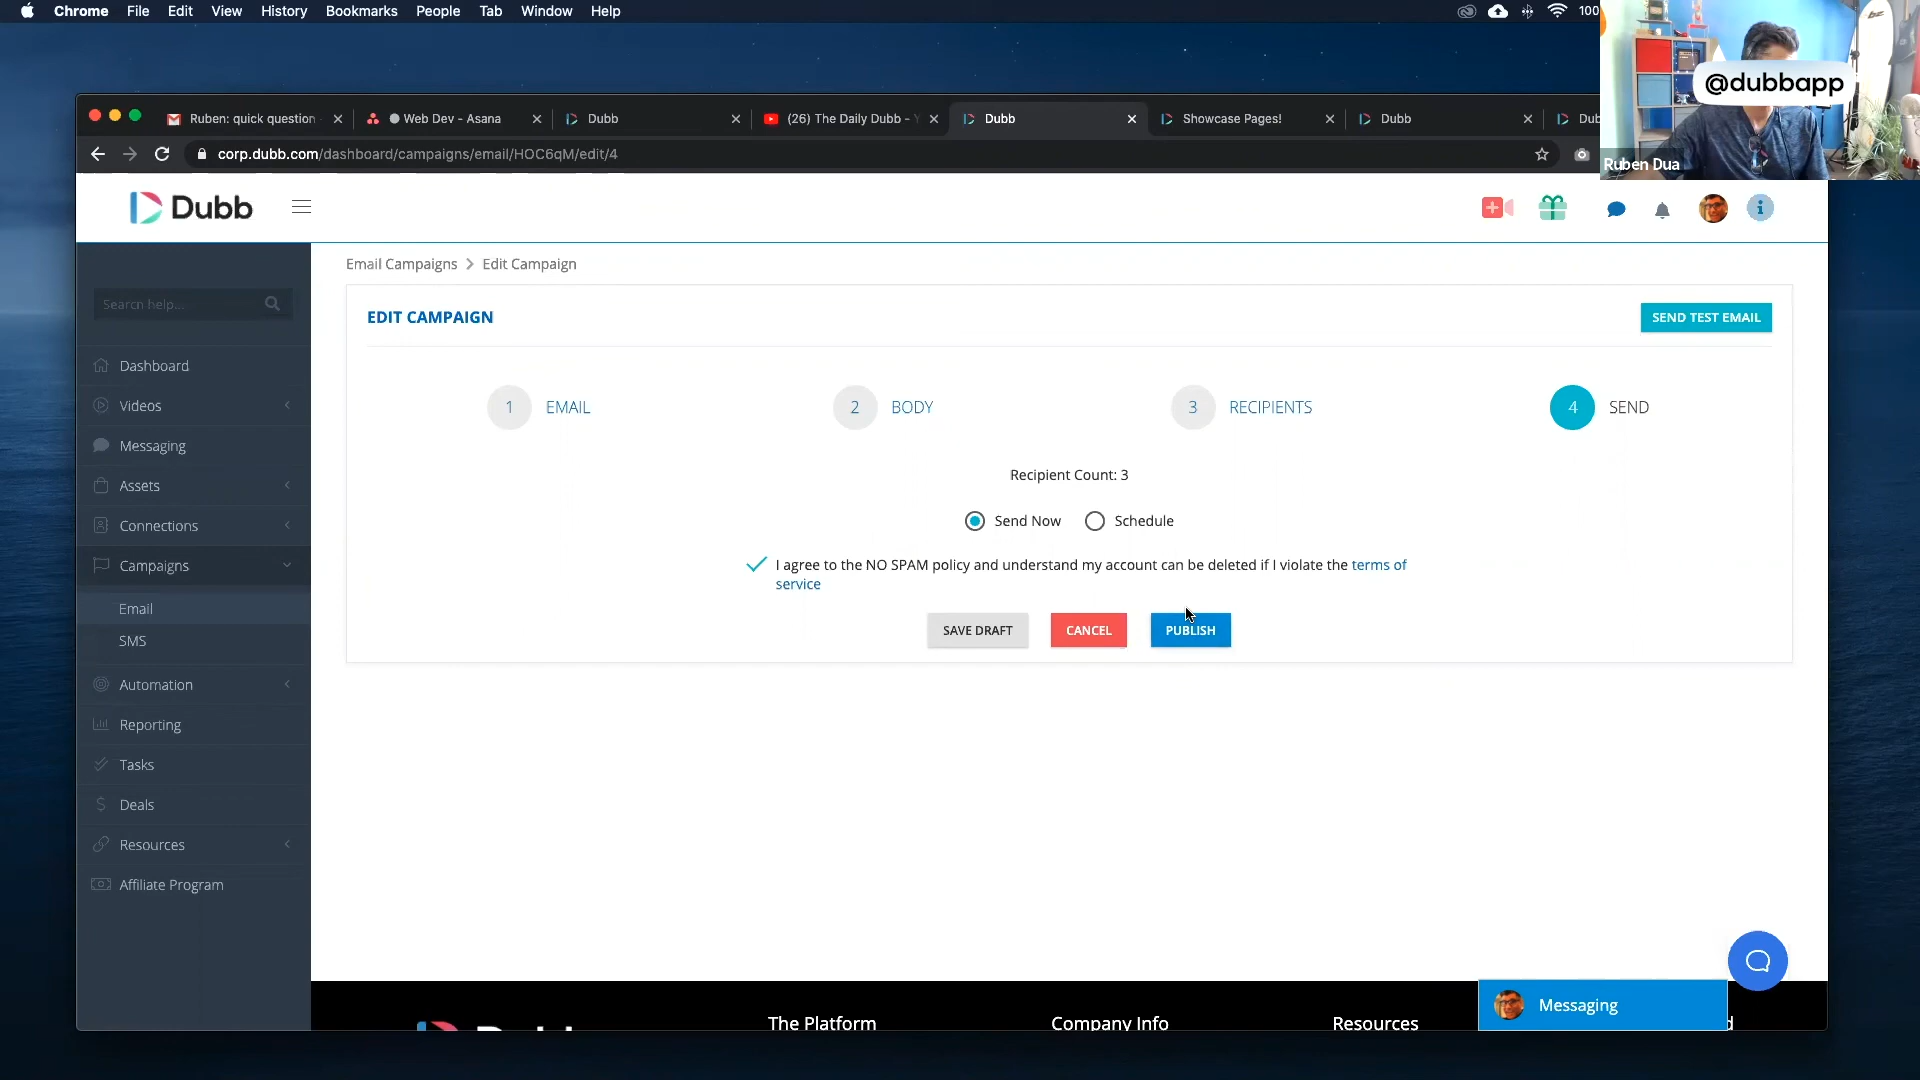 Chrome File Edit View History Bookmarks People Tab Window Help
100
@dubbapp
Ruben Dua
Ruben: quick question
Web Dev - Asana
Dubb
(26) The Daily Dubb -
Dubb
Showcase Pages!
Dubb
corp.dubb.com/dashboard/campaigns/email/HOC6qM/edit/4
Dubb
Search help...
Dashboard
Videos
Messaging
Assets
Connections
Campaigns
Email
SMS
Automation
Reporting
Tasks
Deals
Resources
Affiliate Program
Email Campaigns > Edit Campaign
EDIT CAMPAIGN
SEND TEST EMAIL
1 EMAIL
2 BODY
3 RECIPIENTS
4 SEND
Recipient Count: 3
Send Now Schedule
I agree to the NO SPAM policy and understand my account can be deleted if I violate the terms of
service
SAVE DRAFT CANCEL PUBLISH
The Platform
Company Info
Resources
Messaging